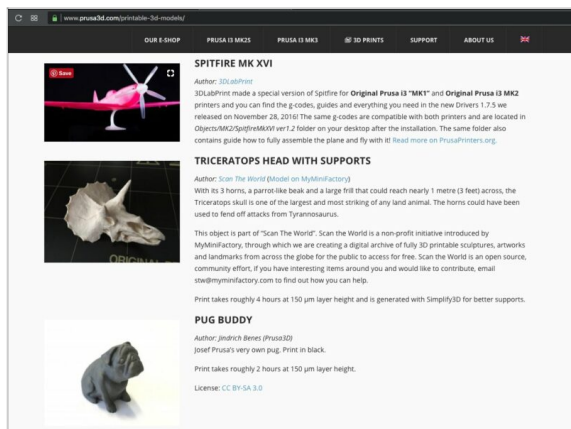 www.prusa3d.com/printable-3d-models/
OUR E-SHOP
PRUSA I3 MK2S
PRUSA I3 MK3
3D PRINTS
SUPPORT
ABOUT US
Save
SPITFIRE MK XVI
Author: 3DLabPrint
3DLabPrint made a special version of Spitfire for Original Prusa i3 "MK1" and Original Prusa i3 MK2
printers and you can find the g-codes, guides and everything you need in the new Drivers 1.7.5 we
released on November 28, 2016! The same g-codes are compatible with both printers and are located in
Objects/MK2/SpitfireMkXVI ver1.2 folder on your desktop after the installation. The same folder also
contains guide how to fully assemble the plane and fly with it! Read more on PrusaPrinters.org.
TRICERATOPS HEAD WITH SUPPORTS
Author: Scan The World (Model on MyMiniFactory)
With its 3 horns, a parrot-like beak and a large frill that could reach nearly 1 metre (3 feet) across, the
Triceratops skull is one of the largest and most striking of any land animal. The horns could have been
used to fend off attacks from Tyrannosaurus.
This object is part of "Scan The World". Scan the World is a non-profit initiative introduced by
MyMiniFactory, through which we are creating a digital archive of fully 3D printable sculptures, artworks
and landmarks from across the globe for the public to access for free. Scan the World is an open source,
community effort, if you have interesting items around you and would like to contribute, email
stw@myminifactory.com to find out how you can help.
Print takes roughly 4 hours at 150 µm layer height and is generated with Simplify3D for better supports.
ORIGINAL
PUG BUDDY
Author: Jindrich Benes (Prusa3D)
Josef Prusa's very own pug. Print in black.
Print takes roughly 2 hours at 150 µm layer height.
License: CC BY-SA 3.0